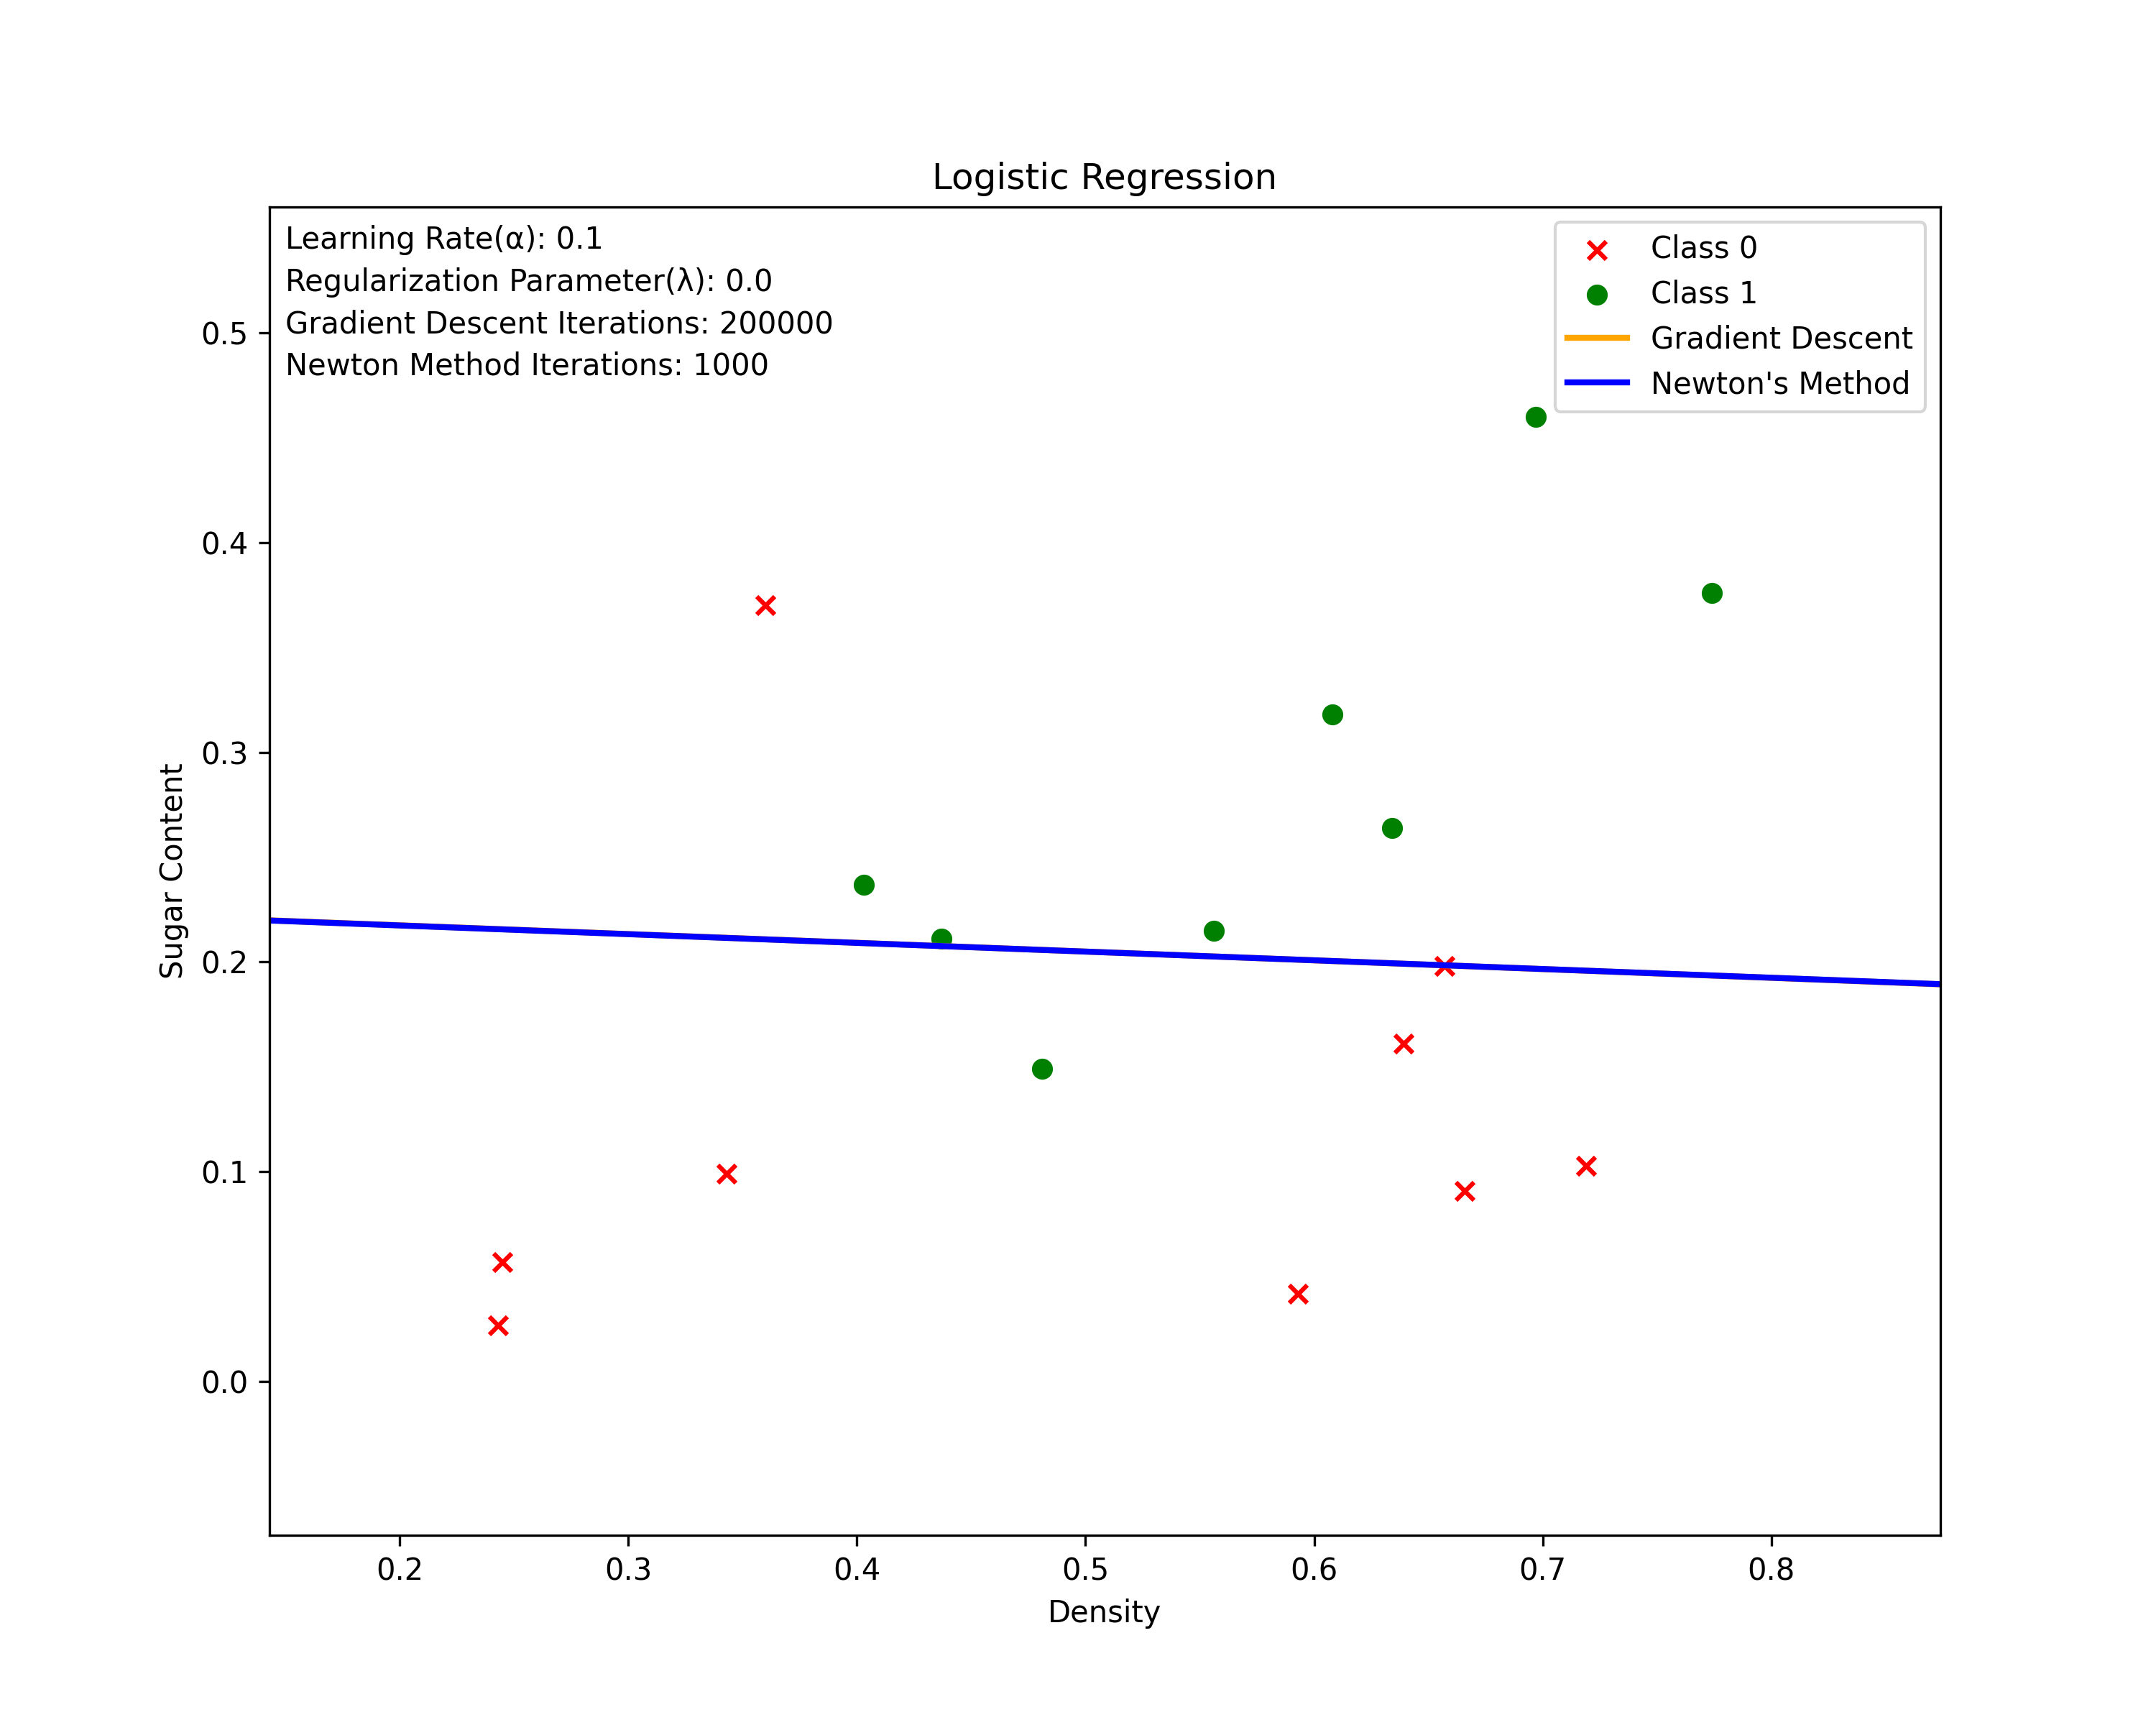 Logistic Regression
Learning Rate(α): 0.1
Regularization Parameter(λ): 0.0
Gradient Descent Iterations: 200000
Newton Method Iterations: 1000
Class 0
Class 1
Gradient Descent
Newton's Method
Sugar Content
0.5
0.4
0.3
0.2
0.1
0.0
0.2 0.3 0.4 0.5 0.6 0.7 0.8
Density